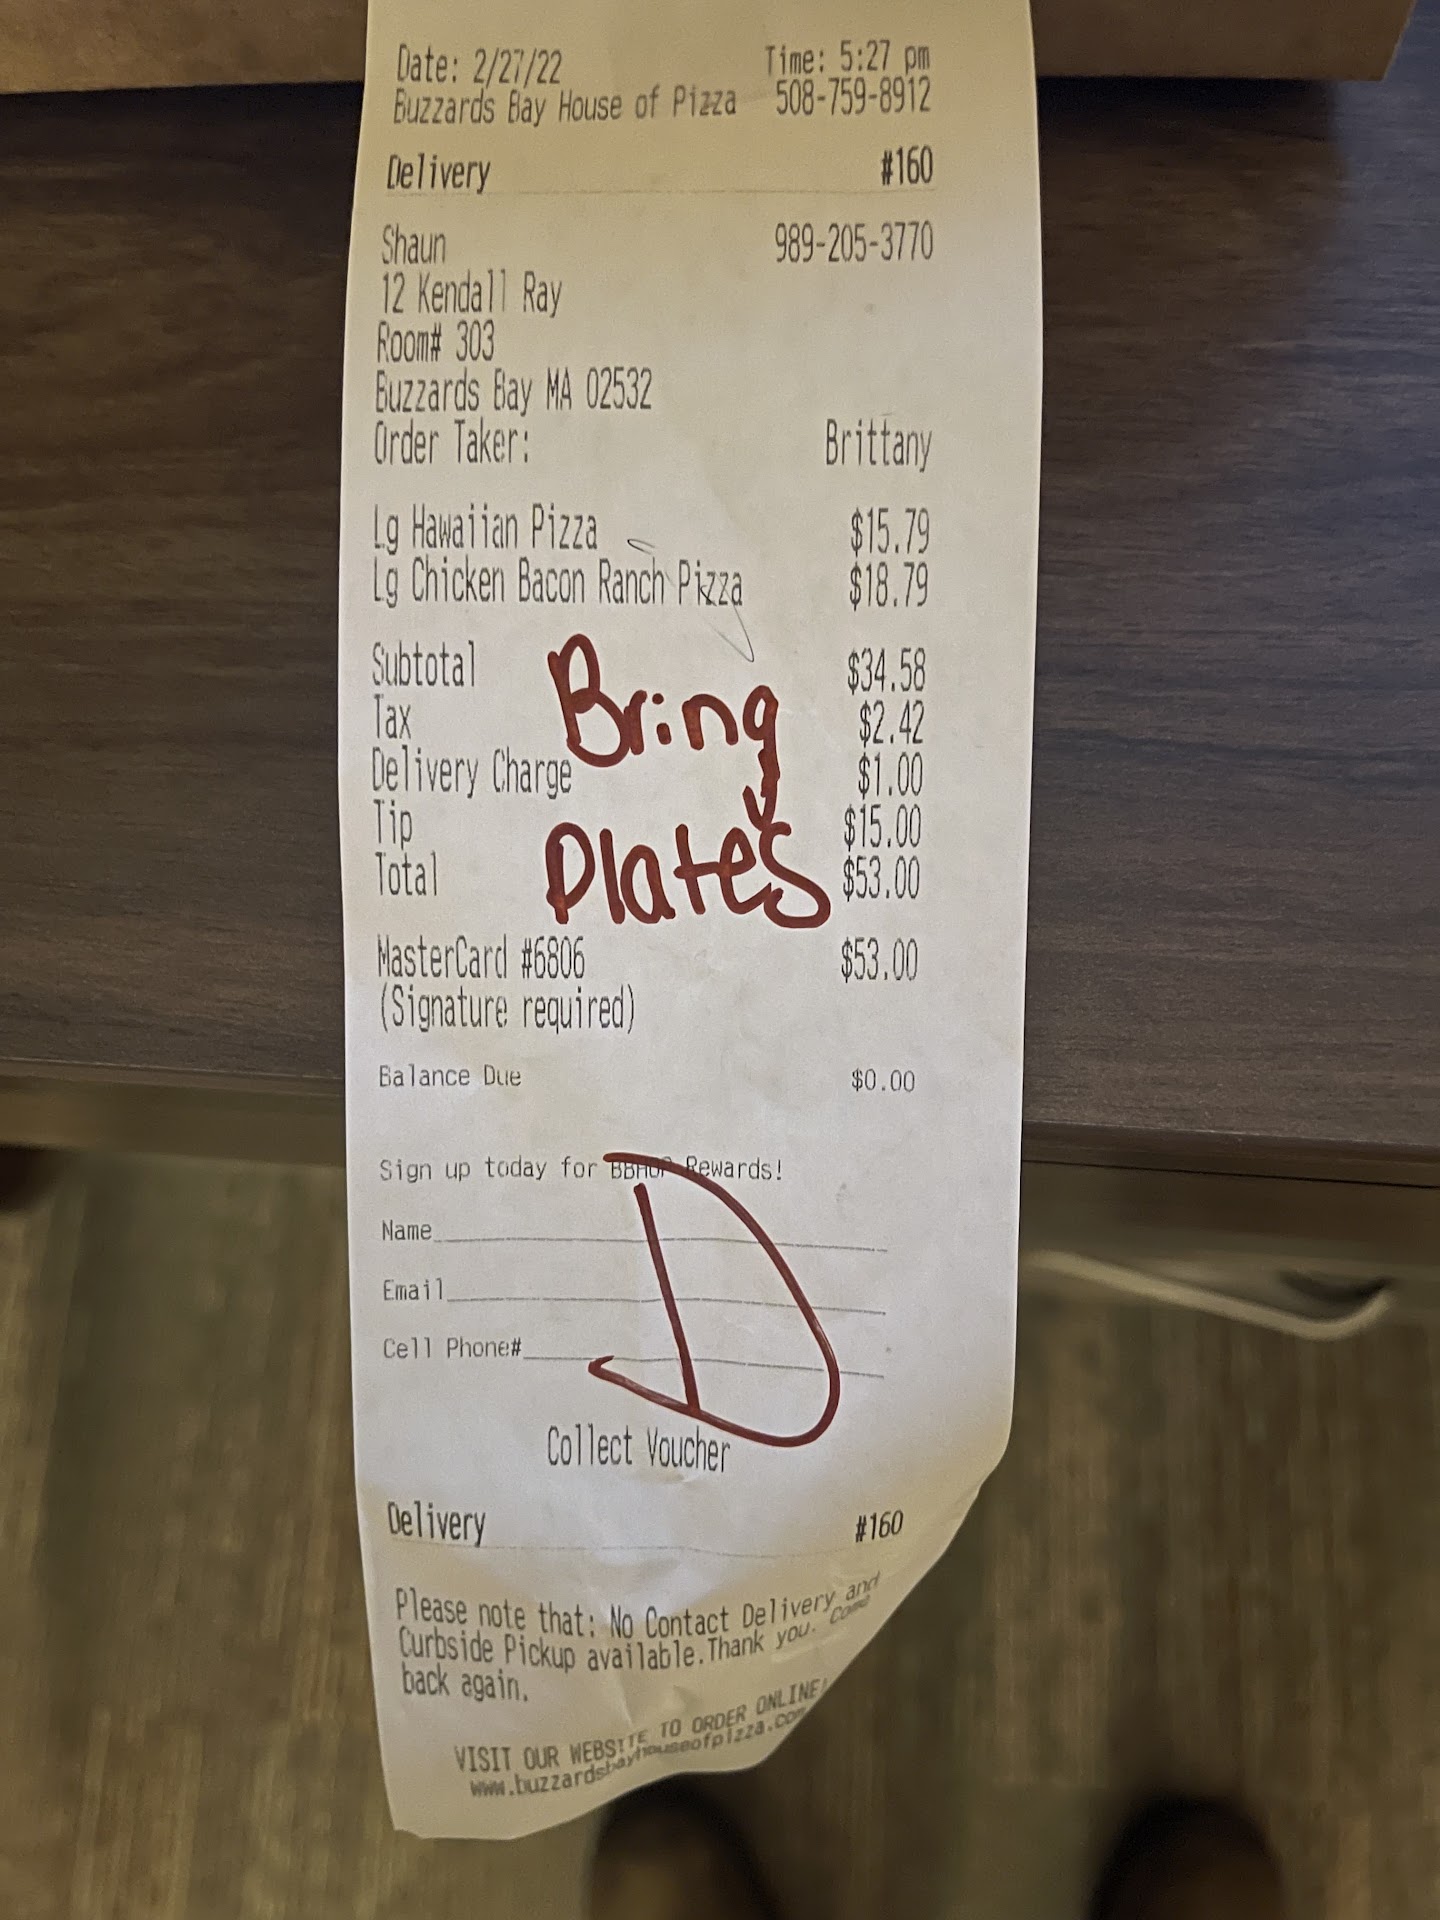 Date: 2/27/22 Time: 5:27 pm
Buzzards Bay House of Pizza 508-759-8912
Delivery #160
Shaun 989-205-3770
12 Kendall Ray
Room# 303
Buzzards Bay MA 02532
Order Taker: Brittany
Lg Hawaiian Pizza $15.79
Lg Chicken Bacon Ranch Pizza $18.79
Subtotal $34.58
Bring
Tax $2.42
Delivery Charge $1.00
Tip $15.00
Plates
Total $53.00
MasterCard #6806 $53.00
(Signature required)
Balance Due $0.00
Sign up today for BBHOP Rewards!
Name
Email
Cell Phone#
D
Collect Voucher
Delivery #160
Please note that: No Contact Delivery and
Curbside Pickup available.Thank you. Come
back again.
VISIT OUR WEBSITE TO ORDER ONLINE!
www.buzzardsbayhouseofpizza.com